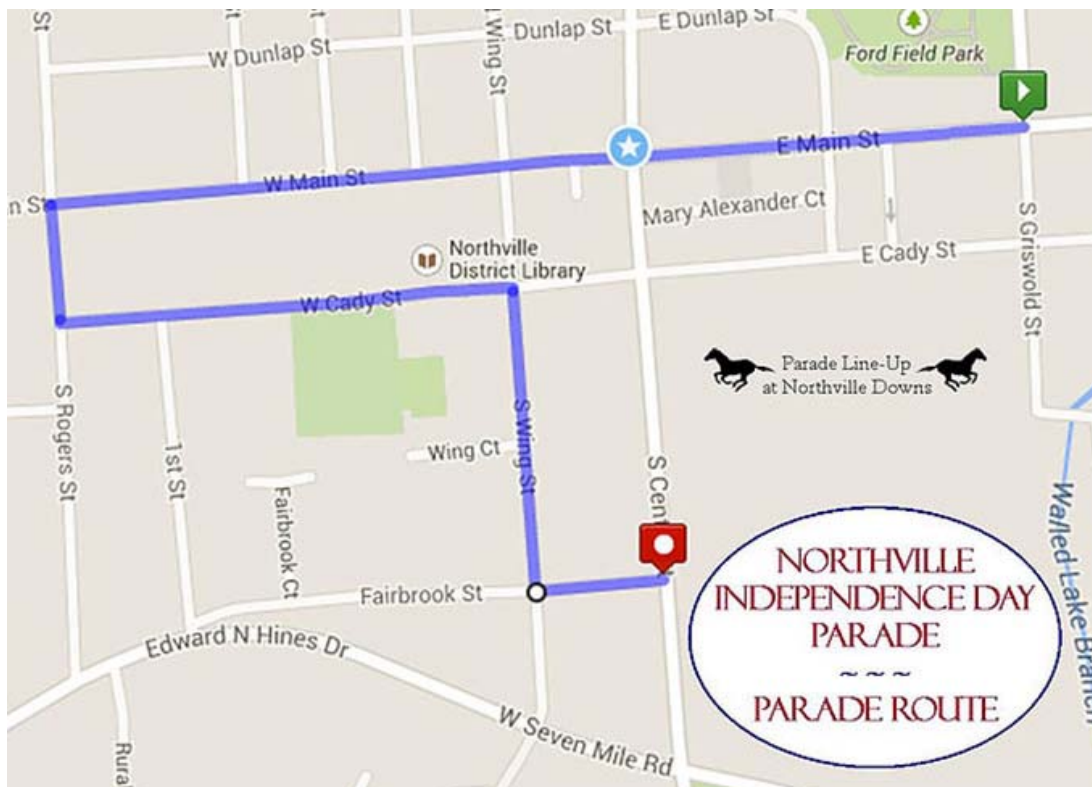 St
W Dunlap St
Wing St
Dunlap St
E Dunlap St
Ford Field Park
E Main St
W Main St
n St
Mary Alexander Ct
S Griswold St
Northville
District Library
E Cady St
W Cady St
Parade Line-Up
at Northville Downs
S Rogers St
1st St
Wing Ct
S Wing St
S Cent
Fairbrook Ct
Fairbrook St
Walled Lake Branch
Edward N Hines Dr
W Seven Mile Rd
Rural
NORTHVILLE
INDEPENDENCE DAY
PARADE
~ ~ ~
PARADE ROUTE